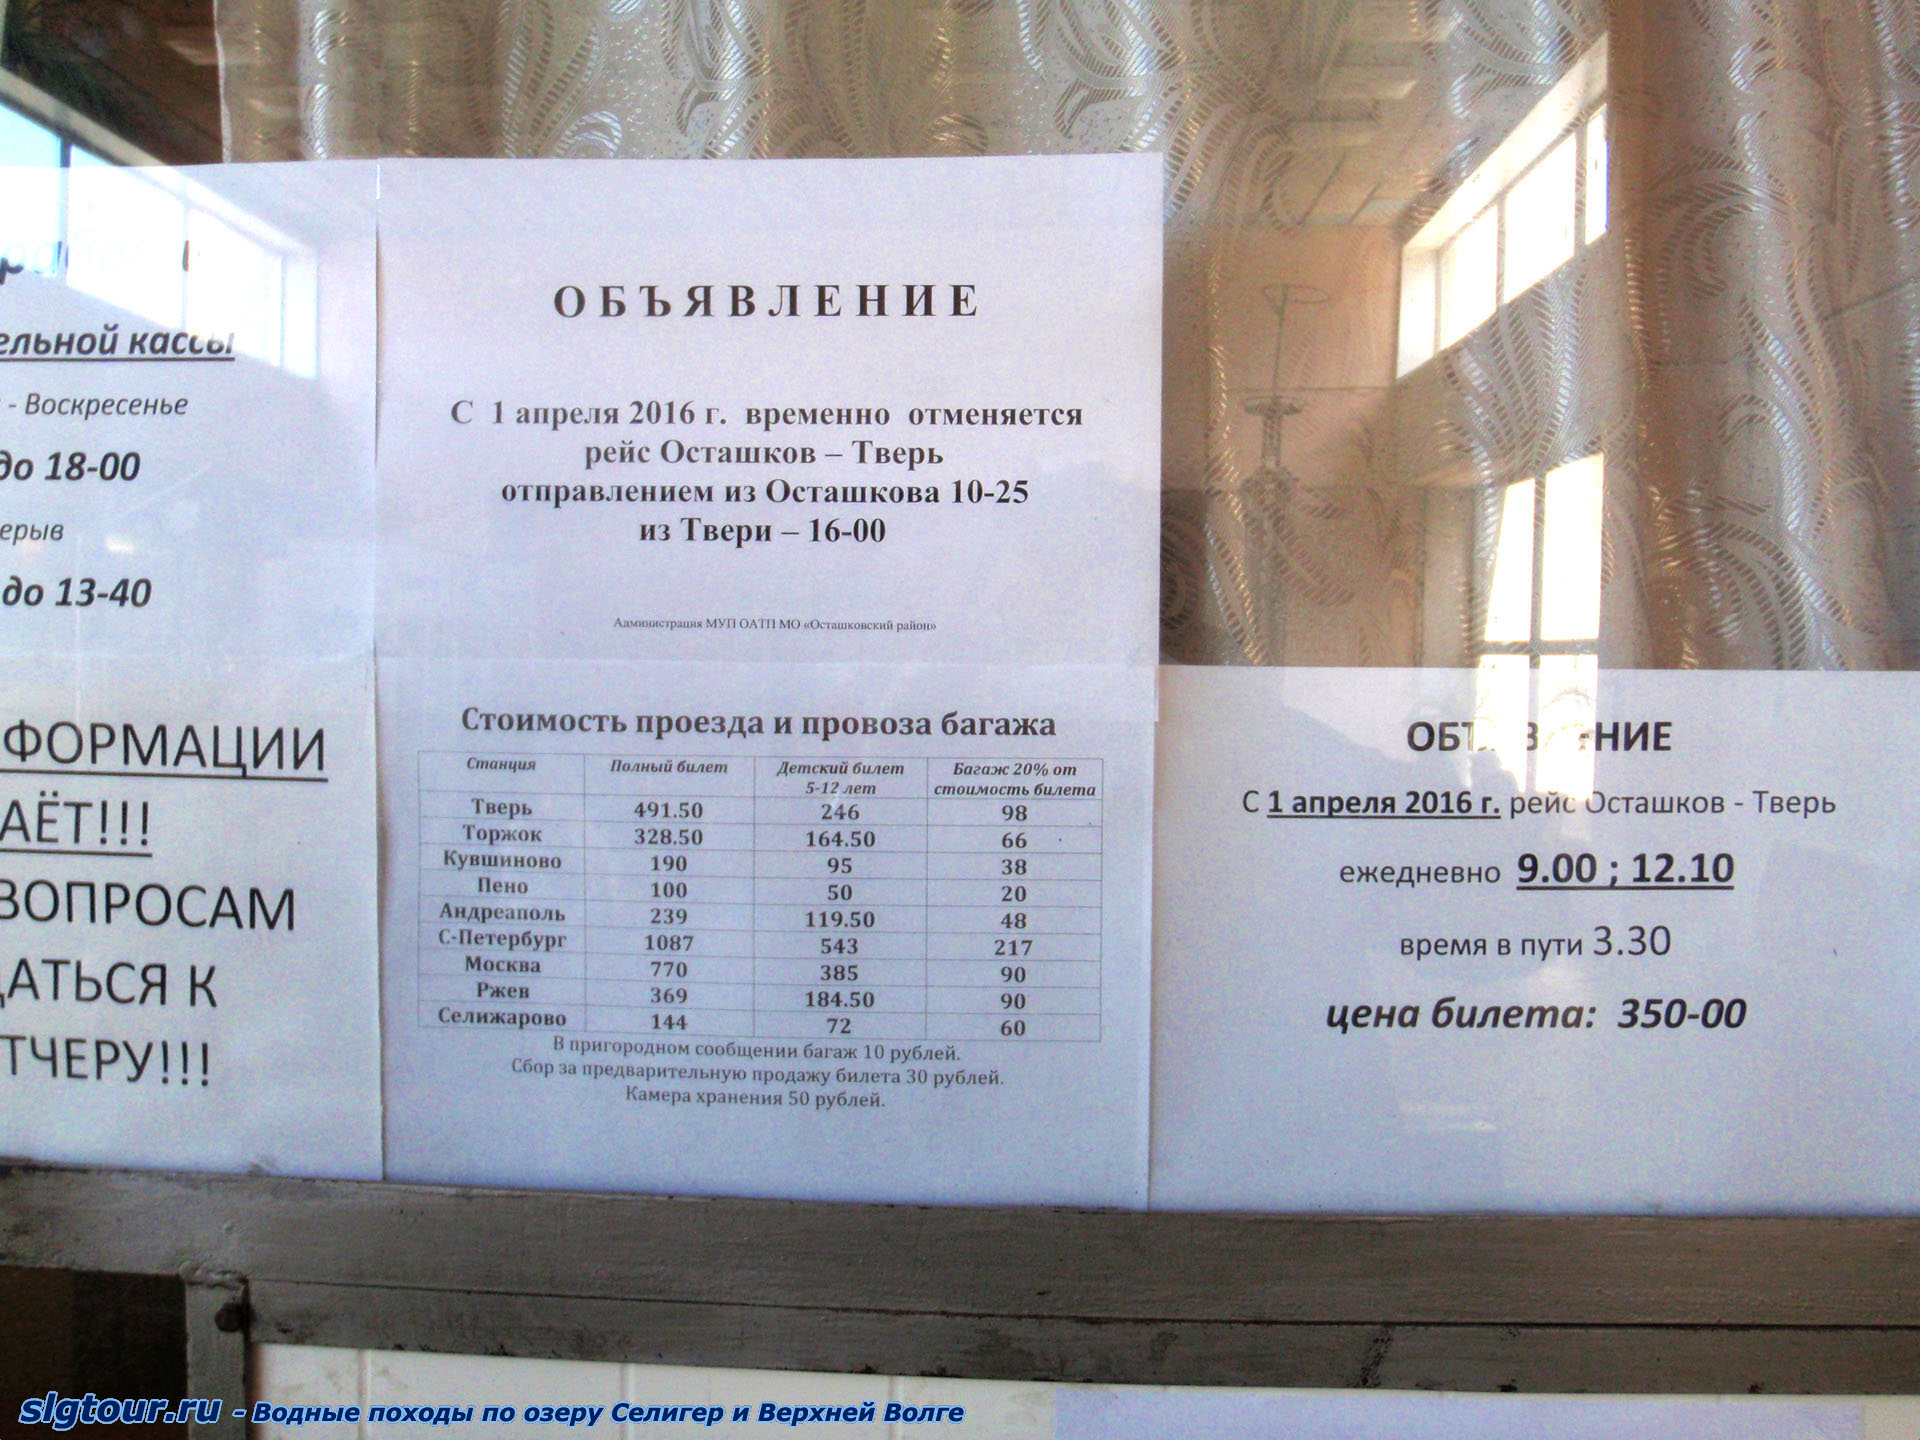 ельной кассы
- Воскресенье
до 18-00
ерыв
до 13-40
ФОРМАЦИИ
АЁТ!!!
ВОПРОСАМ
АТЬСЯ К
ТЧЕРУ!!!
ОБЪЯВЛЕНИЕ
С 1 апреля 2016 г. временно отменяется
рейс Осташков – Тверь
отправлением из Осташкова 10-25
из Твери – 16-00
Администрация МУП ОАТП МО «Осташковский район»
Стоимость проезда и провоза багажа
Станция Полный билет Детский билет 5-12 лет Багаж 20% от стоимость билета
Тверь 491.50 246 98
Торжок 328.50 164.50 66
Кувшиново 190 95 38
Пено 100 50 20
Андреаполь 239 119.50 48
С-Петербург 1087 543 217
Москва 770 385 90
Ржев 369 184.50 90
Селижарово 144 72 60
В пригородном сообщении багаж 10 рублей.
Сбор за предварительную продажу билета 30 рублей.
Камера хранения 50 рублей.
ОБЪЯВЛЕНИЕ
С 1 апреля 2016 г. рейс Осташков - Тверь
ежедневно 9.00 ; 12.10
время в пути 3.30
цена билета: 350-00
slgtour.ru - Водные походы по озеру Селигер и Верхней Волге